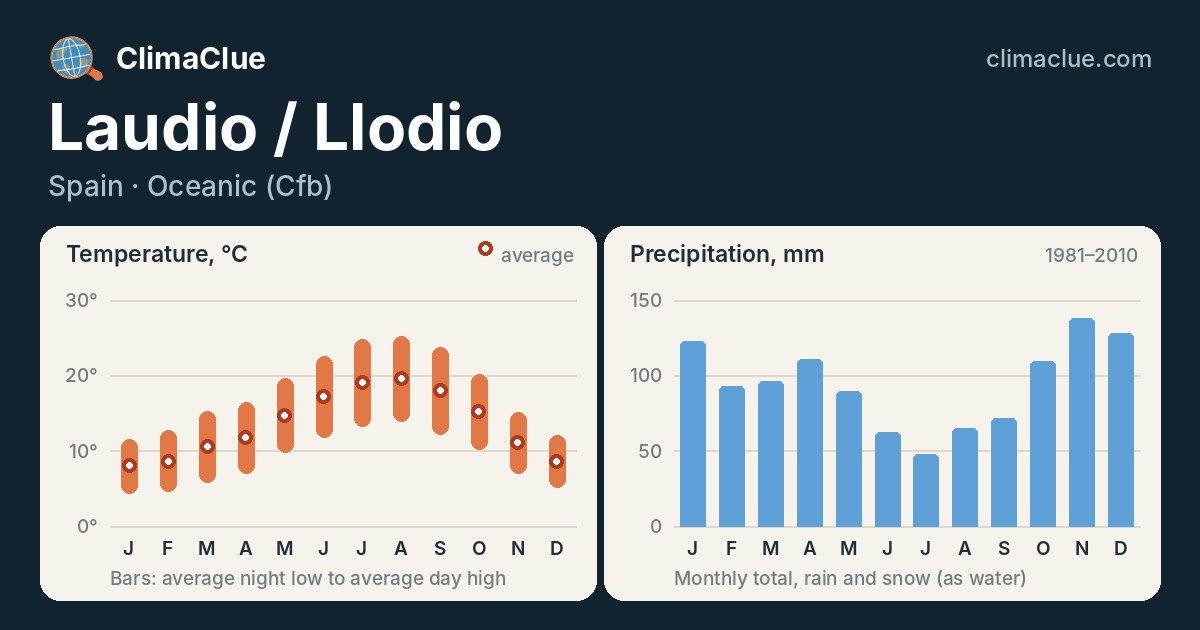 ClimaClue
climaclue.com
Laudio / Llodio
Spain · Oceanic (Cfb)
Temperature, °C
average
30°
20°
10°
0°
J F M A M J J A S O N D
Bars: average night low to average day high
Precipitation, mm
1981–2010
150
100
50
0
J F M A M J J A S O N D
Monthly total, rain and snow (as water)